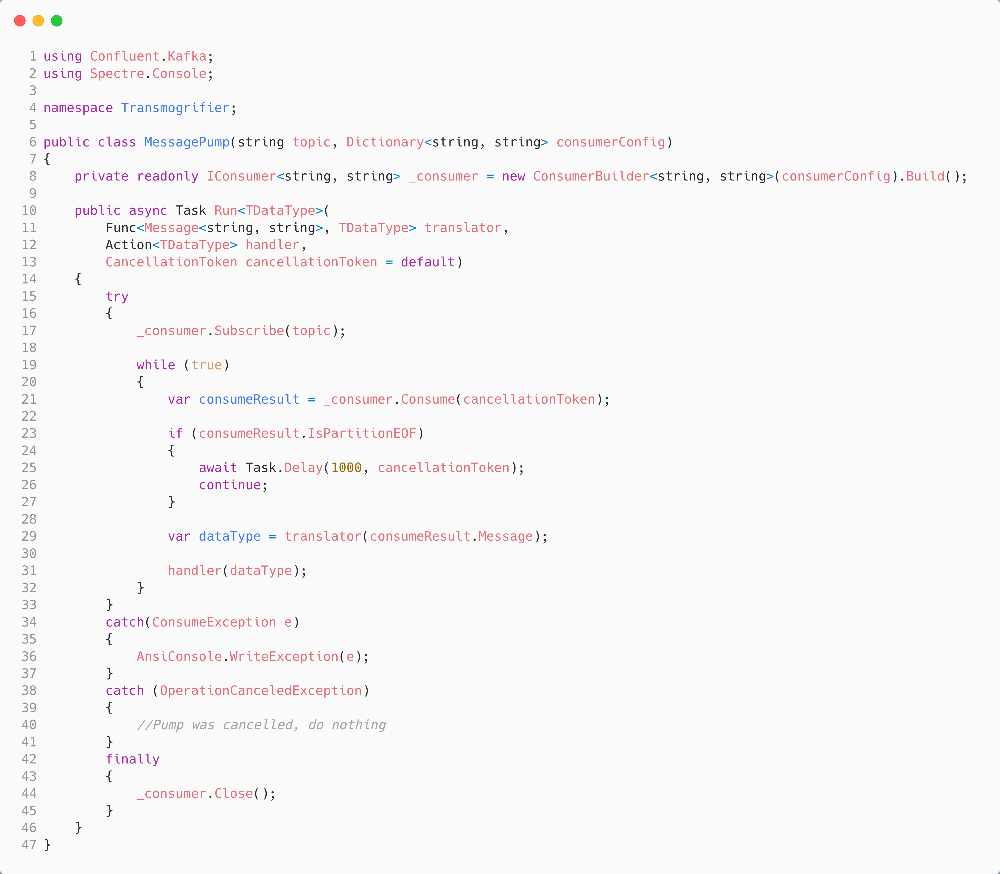 1 using Confluent.Kafka;
2 using Spectre.Console;
3
4 namespace Transmogrifier;
5
6 public class MessagePump(string topic, Dictionary<string, string> consumerConfig)
7 {
8     private readonly IConsumer<string, string> _consumer = new ConsumerBuilder<string, string>(consumerConfig).Build();
9
10     public async Task Run<TDataType>(
11         Func<Message<string, string>, TDataType> translator,
12         Action<TDataType> handler,
13         CancellationToken cancellationToken = default)
14     {
15         try
16         {
17             _consumer.Subscribe(topic);
18
19             while (true)
20             {
21                 var consumeResult = _consumer.Consume(cancellationToken);
22
23                 if (consumeResult.IsPartitionEOF)
24                 {
25                     await Task.Delay(1000, cancellationToken);
26                     continue;
27                 }
28
29                 var dataType = translator(consumeResult.Message);
30
31                 handler(dataType);
32             }
33         }
34         catch(ConsumeException e)
35         {
36             AnsiConsole.WriteException(e);
37         }
38         catch (OperationCanceledException)
39         {
40             //Pump was cancelled, do nothing
41         }
42         finally
43         {
44             _consumer.Close();
45         }
46     }
47 }